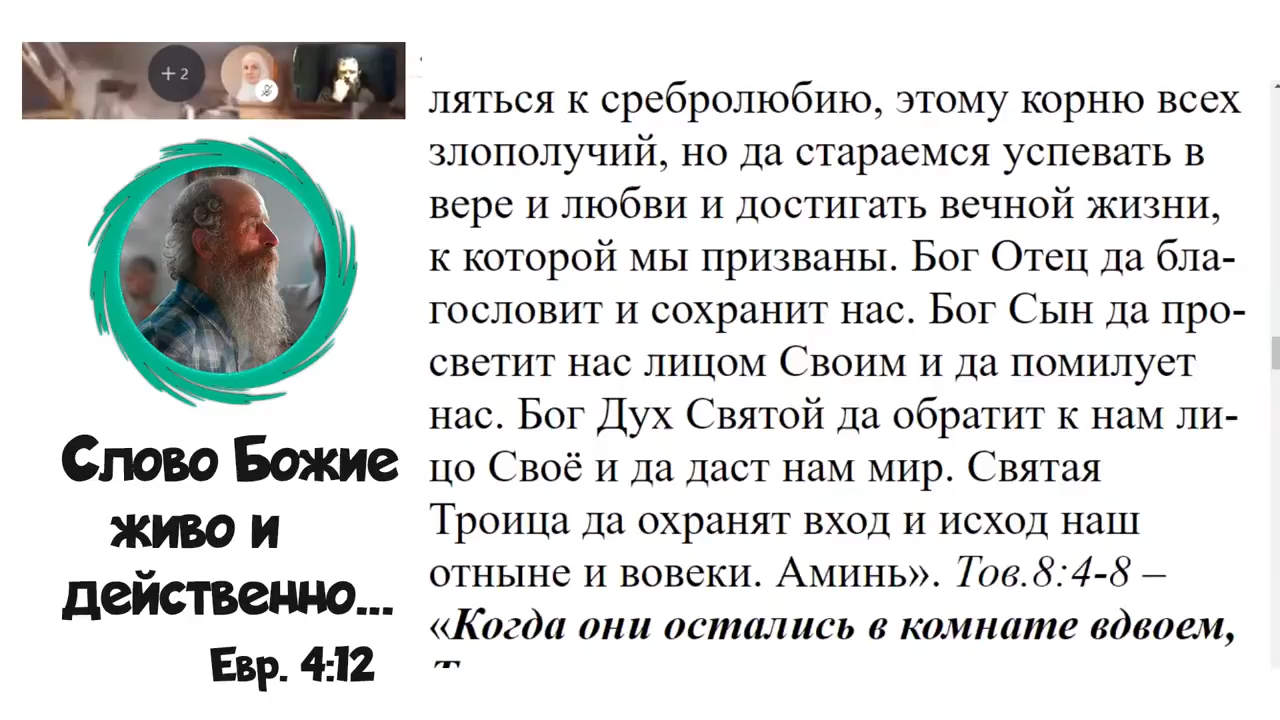 +2
ляться к сребролюбию, этому корню всех
злополучий, но да стараемся успевать в
вере и любви и достигать вечной жизни,
к которой мы призваны. Бог Отец да бла-
гословит и сохранит нас. Бог Сын да про-
светит нас лицом Своим и да помилует
нас. Бог Дух Святой да обратит к нам ли-
цо Своё и да даст нам мир. Святая
Троица да охранят вход и исход наш
отныне и вовеки. Аминь». Тов.8:4-8 –
«Когда они остались в комнате вдвоем,
Слово Божие
живо и
действенно...
Евр. 4:12